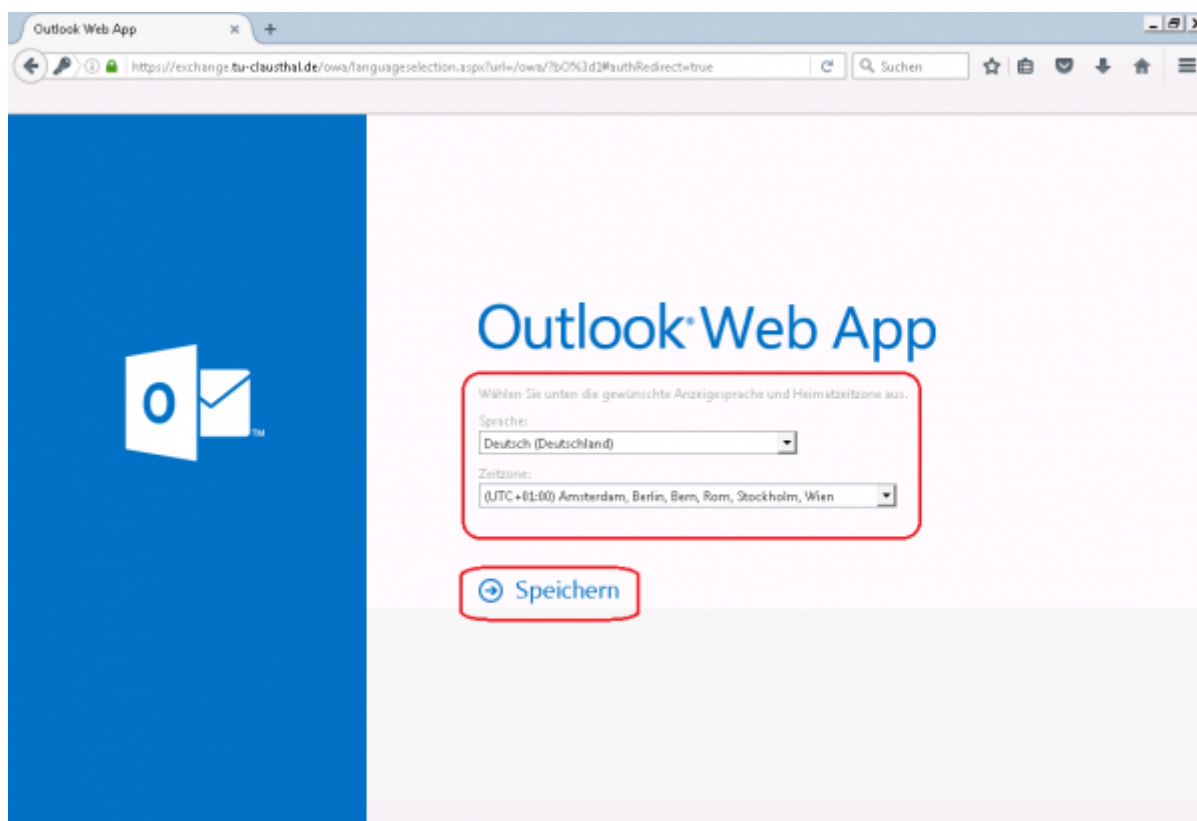 Outlook Web App
https://exchange.tu-clausthal.de/owa/languageselection.aspx?url=/owa/?bO%3d1#authRedirect=true
Suchen
Outlook® Web App
Wählen Sie unten die gewünschte Anzeigesprache und Heimatzeitzone aus.
Sprache:
Deutsch (Deutschland)
Zeitzone:
(UTC+01:00) Amsterdam, Berlin, Bern, Rom, Stockholm, Wien
Speichern
O
TM